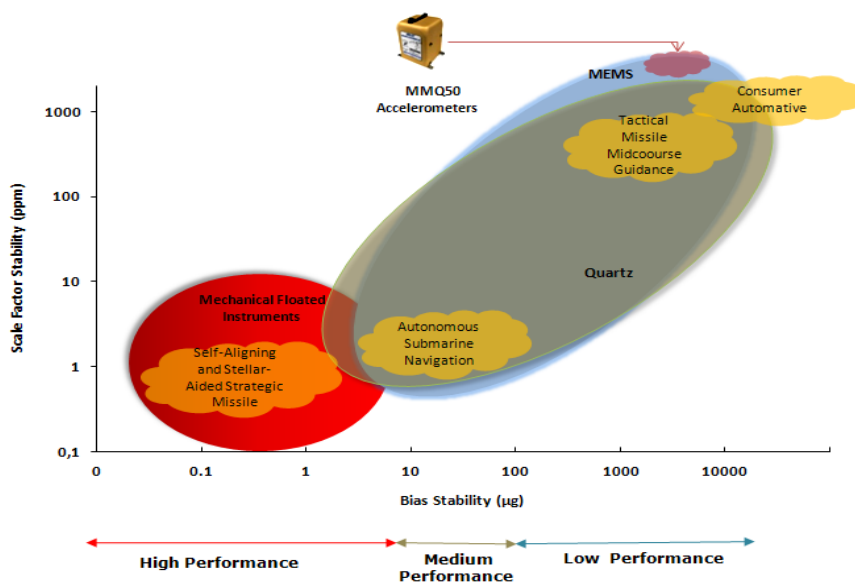 MMQ50
Accelerometers
MEMS
Consumer
Automative
Tactical
Missile
Midcoourse
Guidance
Quartz
Mechanical Floated
Instruments
Self-Aligning
and Stellar-
Aided Strategic
Missile
Autonomous
Submarine
Navigation
Scale Factor Stability (ppm)
1000
100
10
1
0,1
0 0.1 1 10 100 1000 10000
Bias Stability (µg)
High Performance
Medium
Performance
Low Performance